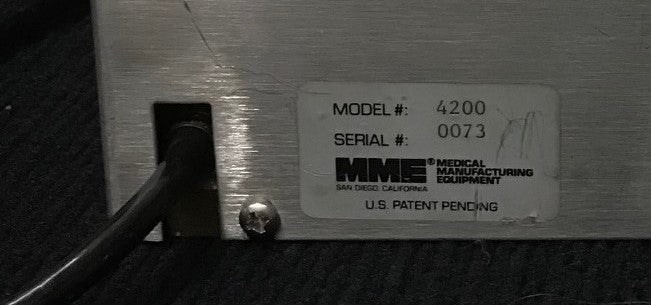 MODEL #: 4200
SERIAL #: 0073
MME® MEDICAL
MANUFACTURING
EQUIPMENT
SAN DIEGO, CALIFORNIA
U.S. PATENT PENDING